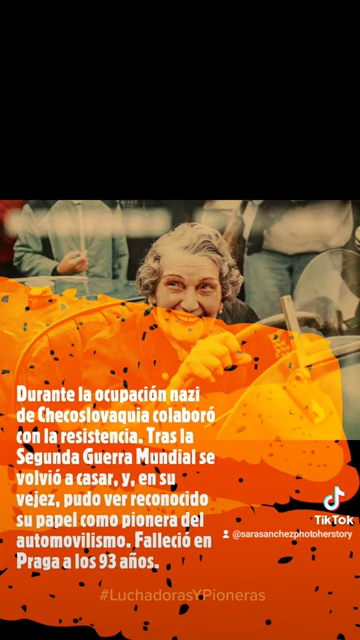 Durante la ocupación nazi
de Checoslovaquia colaboró
con la resistencia. Tras la
Segunda Guerra Mundial se
volvió a casar, y, en su
vejez, pudo ver reconocido
su papel como pionera del
automovilismo. Falleció en
Praga a los 93 años.
TikTok
@sarasanchezphotoherstory
#LuchadorasYPioneras